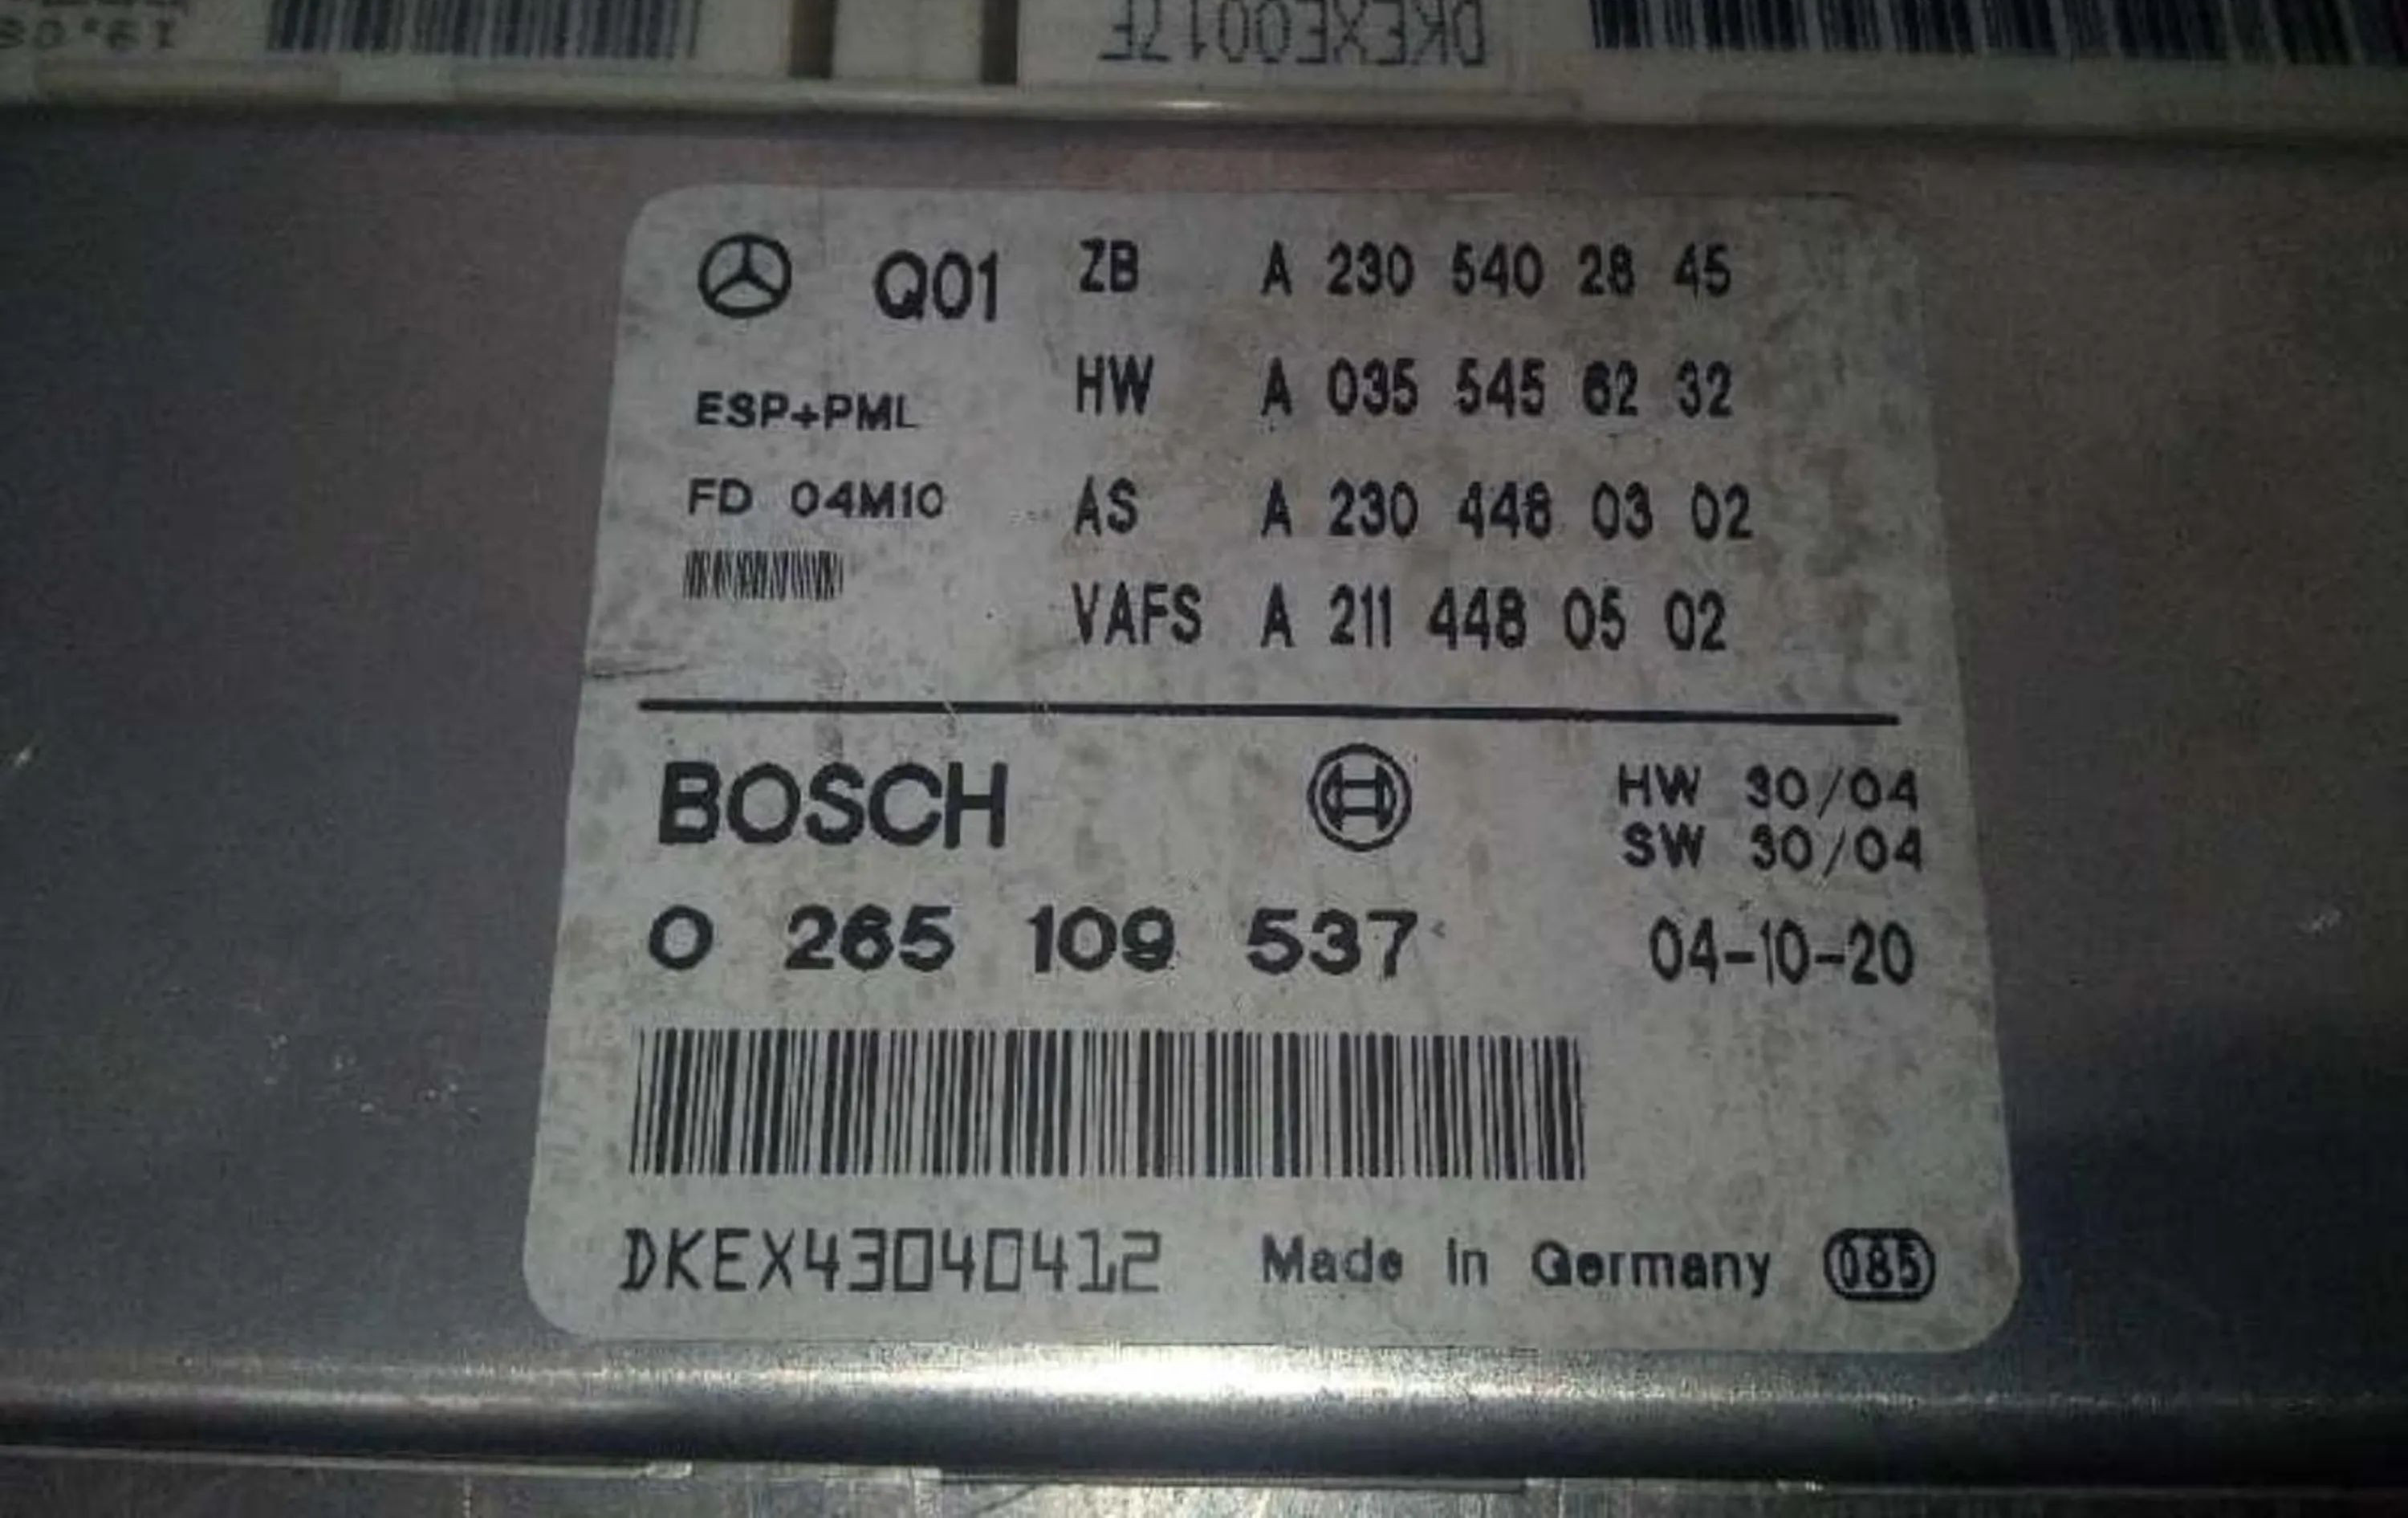 DKEXE0013E
Q01 ZB A 230 540 28 45
HW A 035 545 62 32
ESP+PML
FD 04M10 AS A 230 448 03 02
VAFS A 211 448 05 02
BOSCH HW 30/04
SW 30/04
0 265 109 537 04-10-20
DKEX43040412 Made in Germany 085